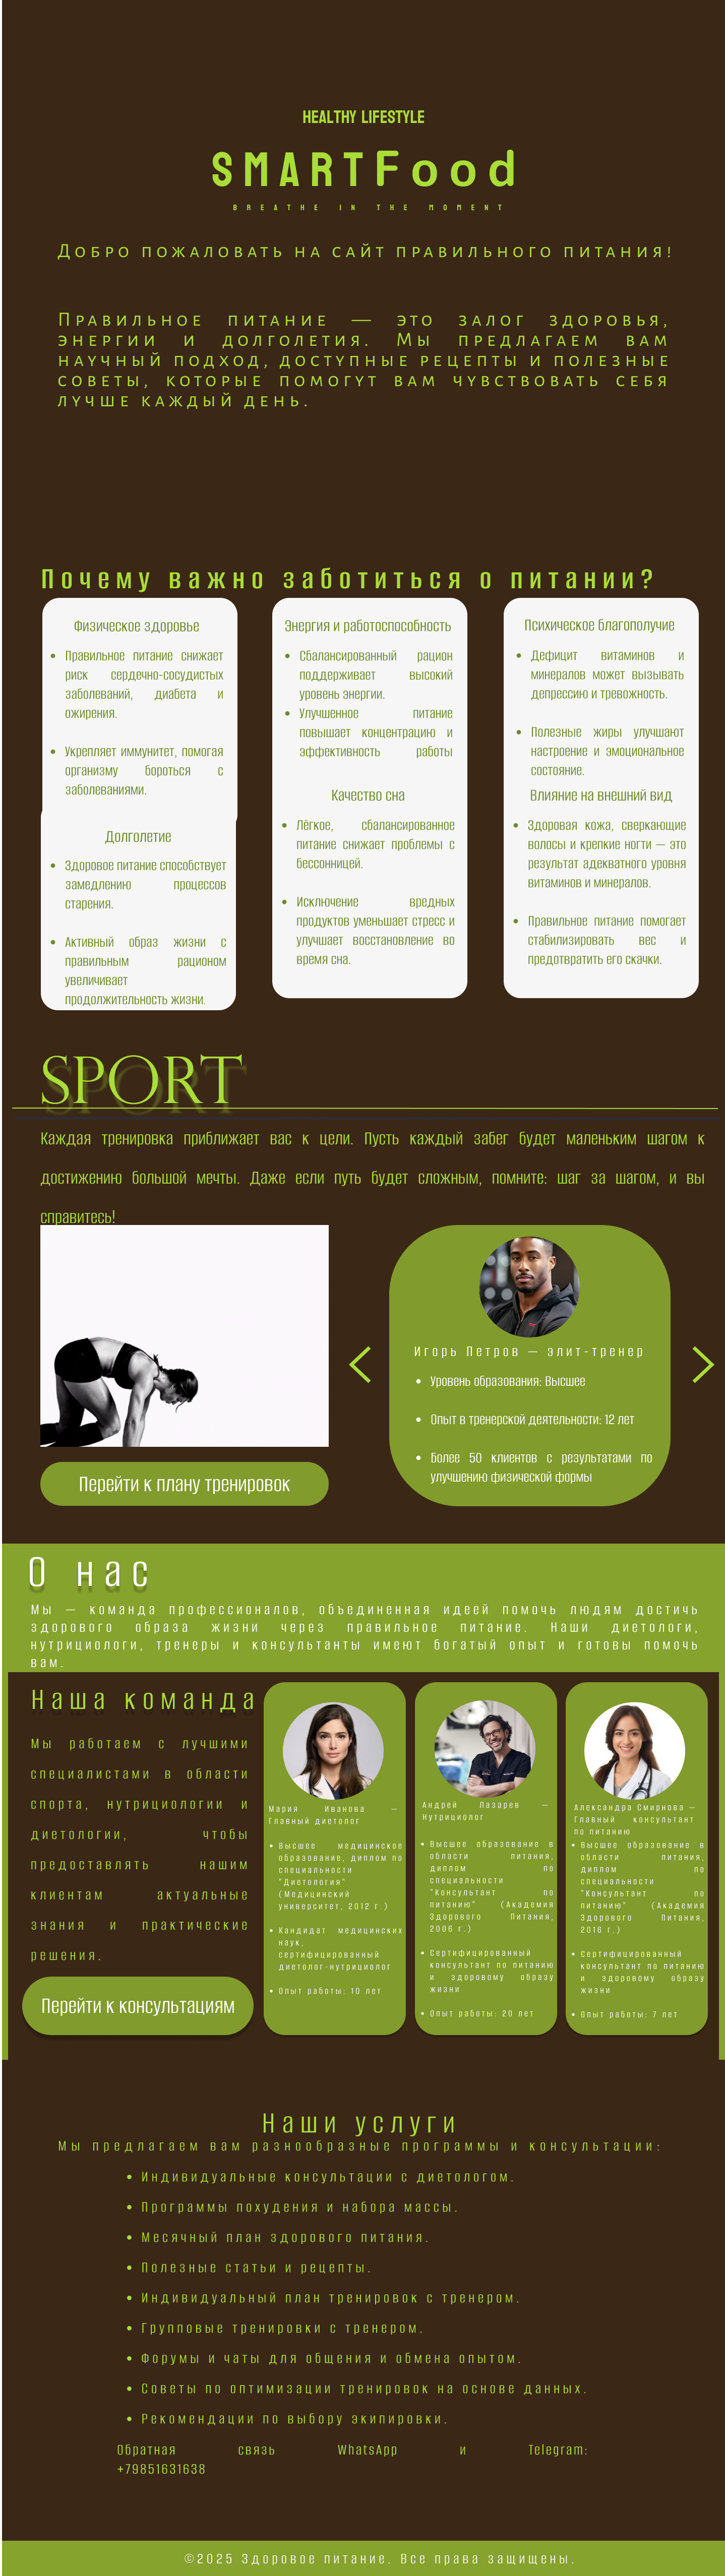 HEALTHY LIFESTYLE
SMARTFood
BREATHE IN THE MOMENT
Добро пожаловать на сайт правильного питания!
Правильное питание — это залог здоровья,
энергии и долголетия. Мы предлагаем вам
научный подход, доступные рецепты и полезные
советы, которые помогут вам чувствовать себя
лучше каждый день.
Почему важно заботиться о питании?
Физическое здоровье
• Правильное питание снижает
риск сердечно-сосудистых
заболеваний, диабета и
ожирения.
• Укрепляет иммунитет, помогая
организму бороться с
заболеваниями.
Долголетие
• Здоровое питание способствует
замедлению процессов
старения.
• Активный образ жизни с
правильным рационом
увеличивает
продолжительность жизни.
Энергия и работоспособность
• Сбалансированный рацион
поддерживает высокий
уровень энергии.
• Улучшенное питание
повышает концентрацию и
эффективность работы
Качество сна
• Лёгкое, сбалансированное
питание снижает проблемы с
бессонницей.
• Исключение вредных
продуктов уменьшает стресс и
улучшает восстановление во
время сна.
Психическое благополучие
• Дефицит витаминов и
минералов может вызывать
депрессию и тревожность.
• Полезные жиры улучшают
настроение и эмоциональное
состояние.
Влияние на внешний вид
• Здоровая кожа, сверкающие
волосы и крепкие ногти — это
результат адекватного уровня
витаминов и минералов.
• Правильное питание помогает
стабилизировать вес и
предотвратить его скачки.
SPORT
Каждая тренировка приближает вас к цели. Пусть каждый забег будет маленьким шагом к
достижению большой мечты. Даже если путь будет сложным, помните: шаг за шагом, и вы
справитесь!
Перейти к плану тренировок
Игорь Петров — элит-тренер
• Уровень образования: Высшее
• Опыт в тренерской деятельности: 12 лет
• Более 50 клиентов с результатами по
улучшению физической формы
О нас
Мы — команда профессионалов, объединенная идеей помочь людям достичь
здорового образа жизни через правильное питание. Наши диетологи,
нутрициологи, тренеры и консультанты имеют богатый опыт и готовы помочь
вам.
Наша команда
Мы работаем с лучшими
специалистами в области
спорта, нутрициологии и
диетологии, чтобы
предоставлять нашим
клиентам актуальные
знания и практические
решения.
Перейти к консультациям
Мария Иванова —
Главный диетолог
• Высшее медицинское
образование, диплом по
специальности
"Диетология"
(Медицинский
университет, 2012 г.)
• Кандидат медицинских
наук,
сертифицированный
диетолог-нутрициолог
• Опыт работы: 10 лет
Андрей Лазарев —
Нутрициолог
• Высшее образование в
области питания,
диплом по
специальности
"Консультант по
питанию" (Академия
Здорового Питания,
2006 г.)
• Сертифицированный
консультант по питанию
и здоровому образу
жизни
• Опыт работы: 20 лет
Александра Смирнова —
Главный консультант
по питанию
• Высшее образование в
области питания,
диплом по
специальности
"Консультант по
питанию" (Академия
Здорового Питания,
2018 г.)
• Сертифицированный
консультант по питанию
и здоровому образу
жизни
• Опыт работы: 7 лет
Наши услуги
Мы предлагаем вам разнообразные программы и консультации:
• Индивидуальные консультации с диетологом.
• Программы похудения и набора массы.
• Месячный план здорового питания.
• Полезные статьи и рецепты.
• Индивидуальный план тренировок с тренером.
• Групповые тренировки с тренером.
• Форумы и чаты для общения и обмена опытом.
• Советы по оптимизации тренировок на основе данных.
• Рекомендации по выбору экипировки.
Обратная связь WhatsApp и Telegram:
+79851631638
©2025 Здоровое питание. Все права защищены.